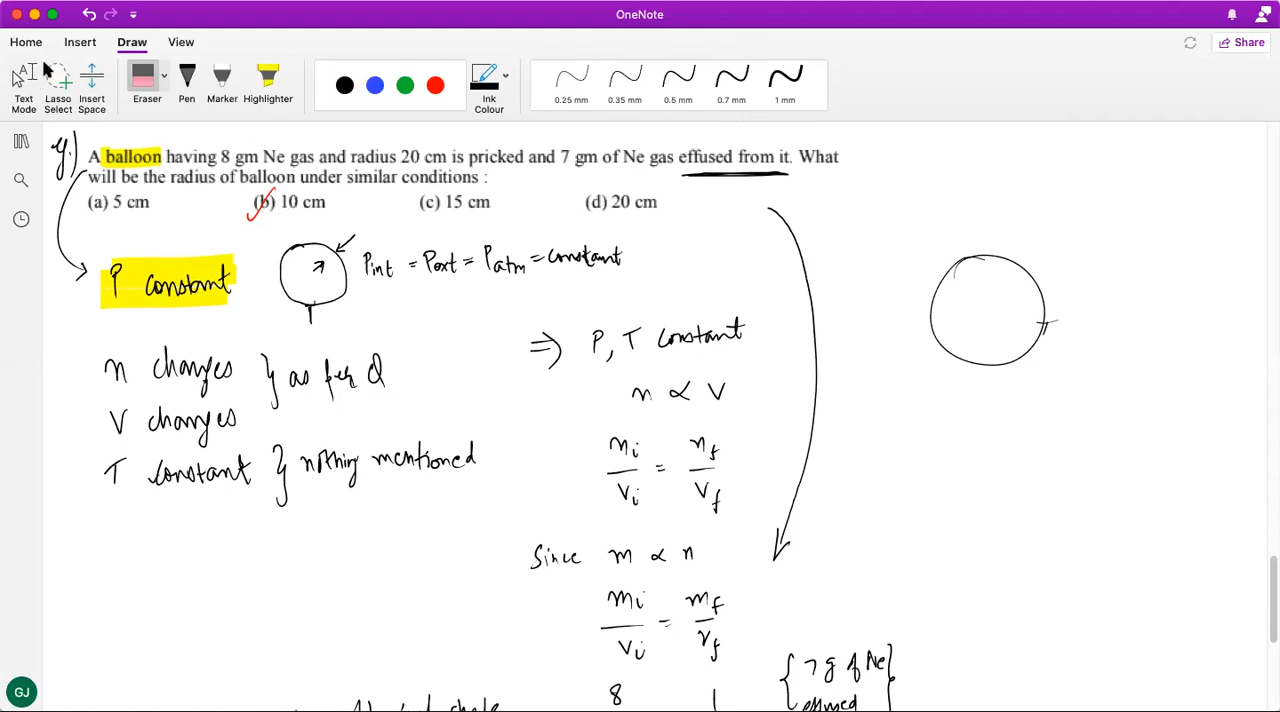 OneNote
Home Insert Draw View
Share
Text Mode
Lasso Select
Insert Space
Eraser
Pen
Marker
Highlighter
Ink Colour
0.25 mm 0.35 mm 0.5 mm 0.7 mm 1 mm
A balloon having 8 gm Ne gas and radius 20 cm is pricked and 7 gm of Ne gas effused from it. What
will be the radius of balloon under similar conditions :
(a) 5 cm (b) 10 cm (c) 15 cm (d) 20 cm
P constant
Pint = Pext = Patm = constant
n changes } as per Q
V changes
T constant } nothing mentioned
⇒ P, T constant
n ∝ V
ni/Vi = nf/Vf
Since m ∝ n
mi/Vi = mf/Vf
{ 7 g of Ne
effused }
8 1
GJ